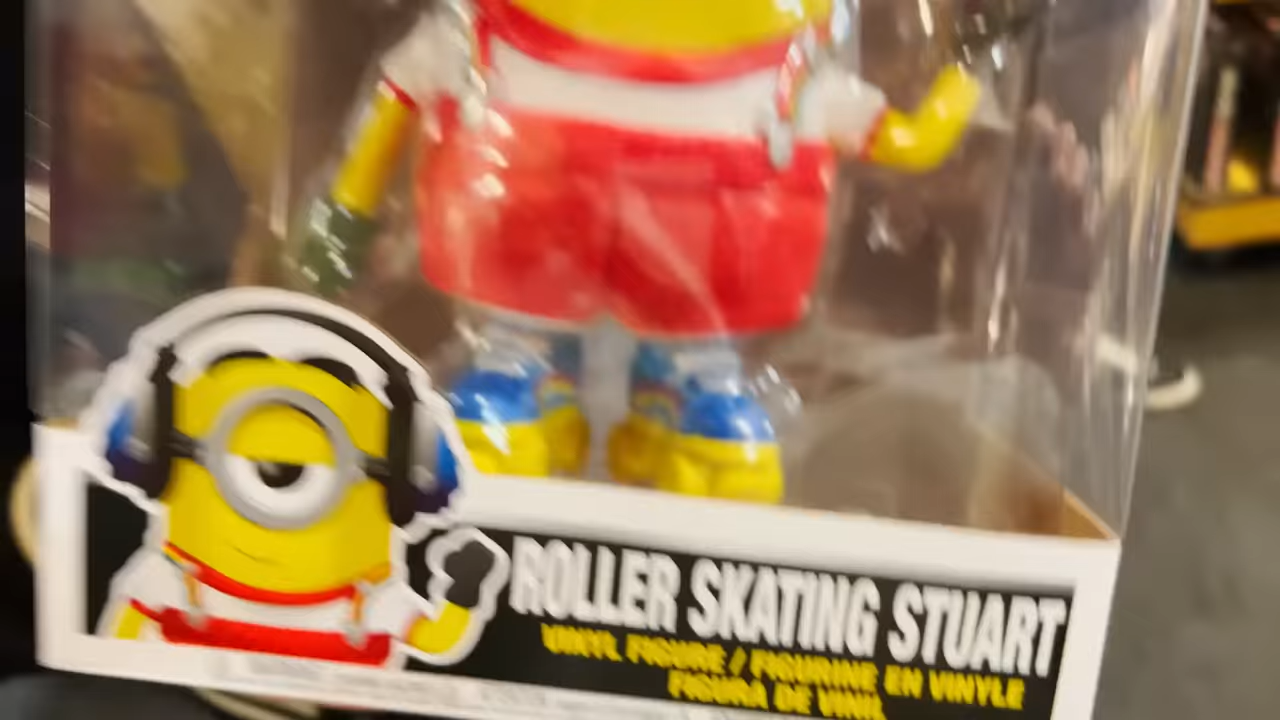 ROLLER SKATING STUART
VINYL FIGURE / FIGURINE EN VINYLE
FIGURA DE VINIL